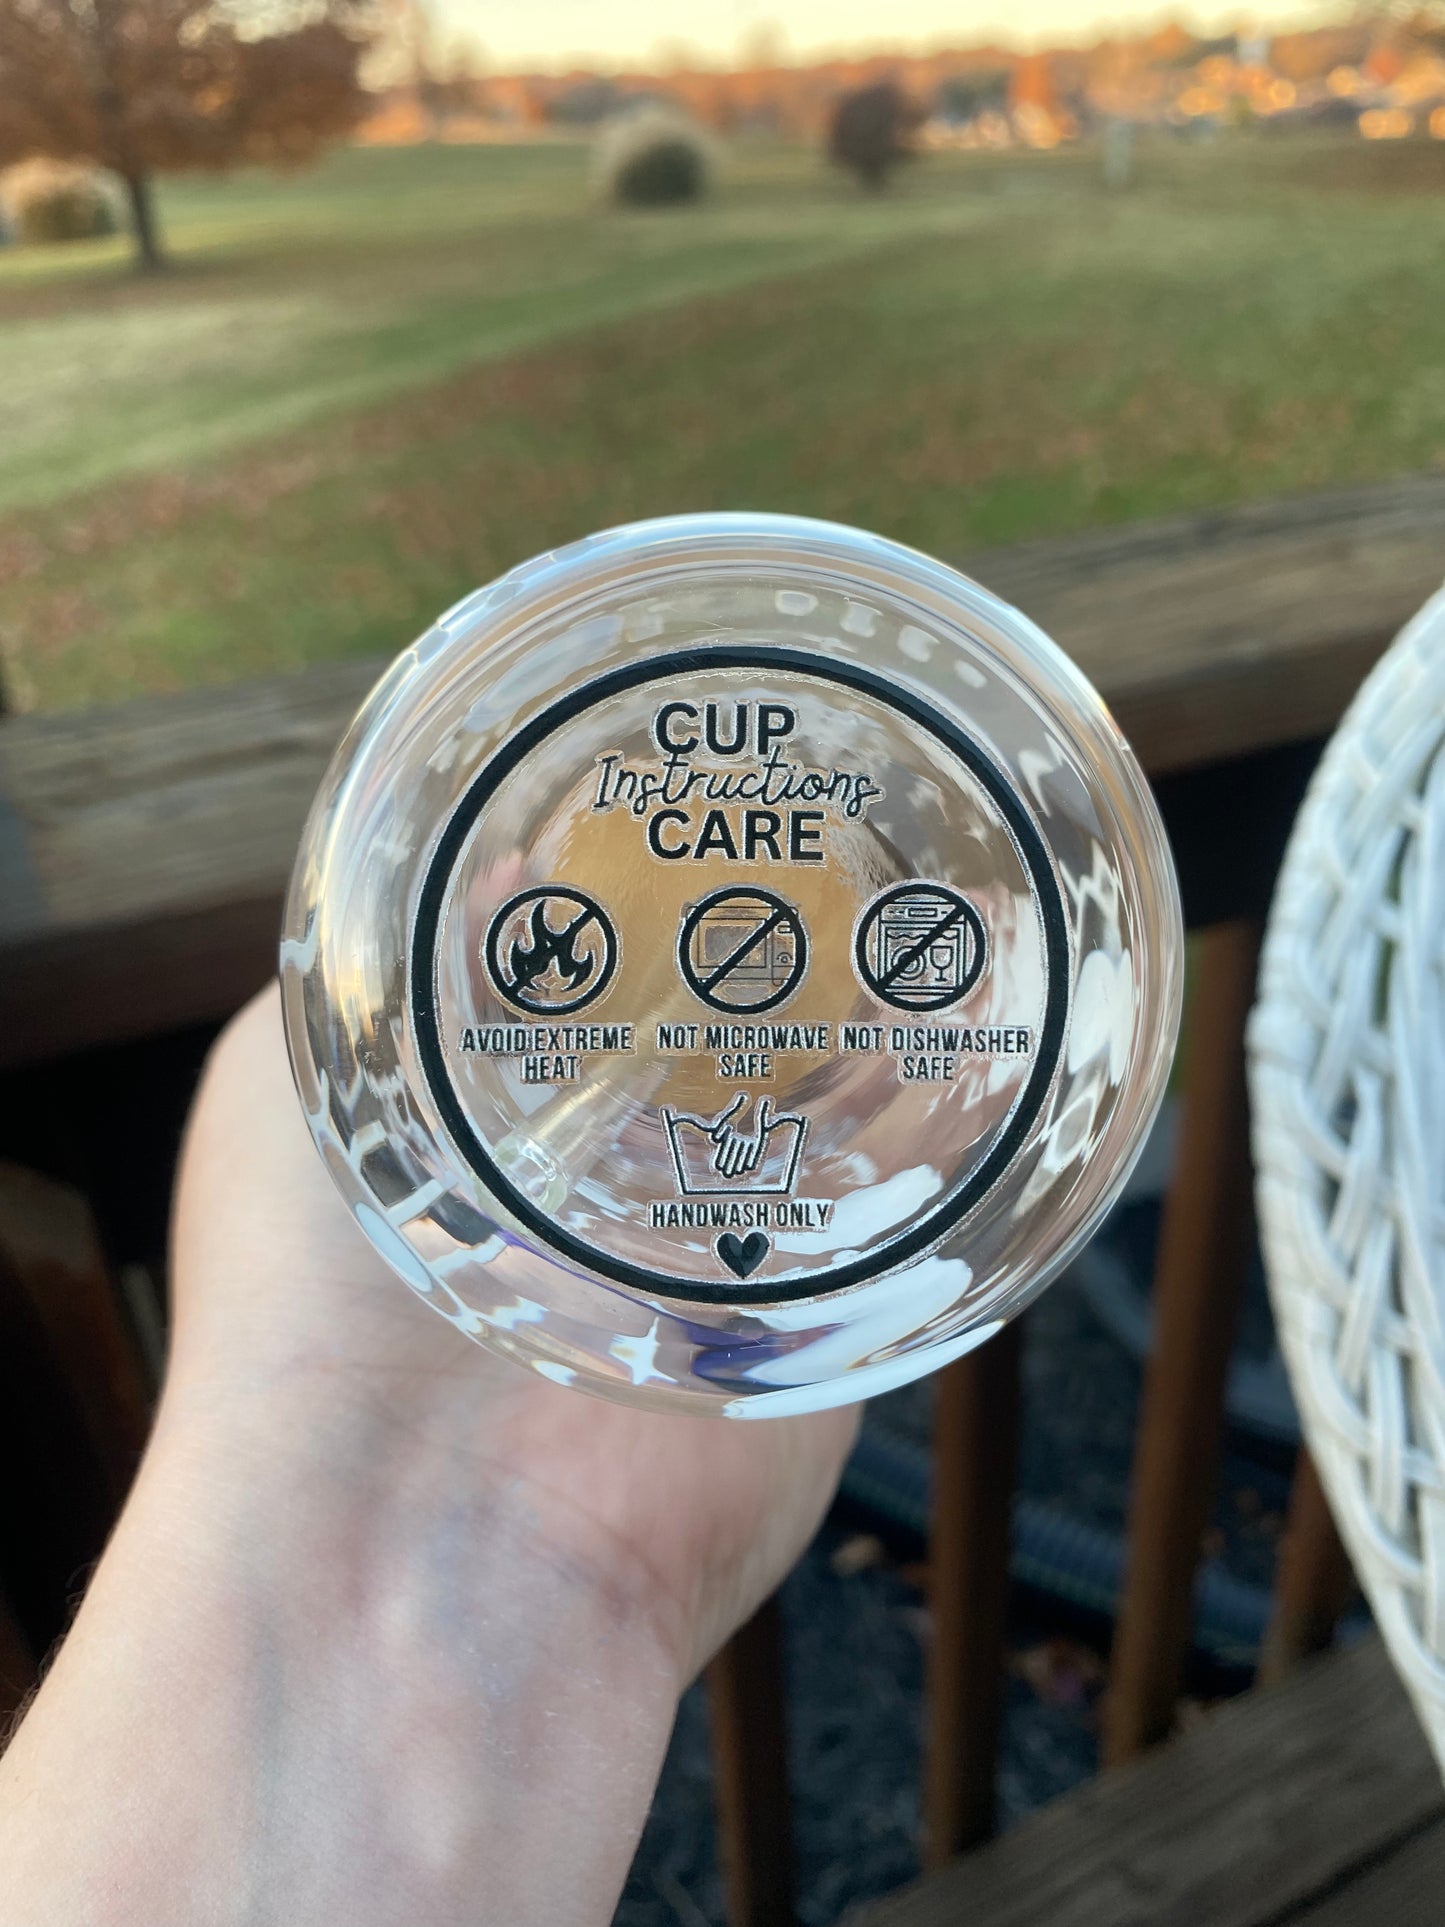 CUP
Instructions
CARE
AVOID EXTREME
HEAT
NOT MICROWAVE
SAFE
NOT DISHWASHER
SAFE
HANDWASH ONLY